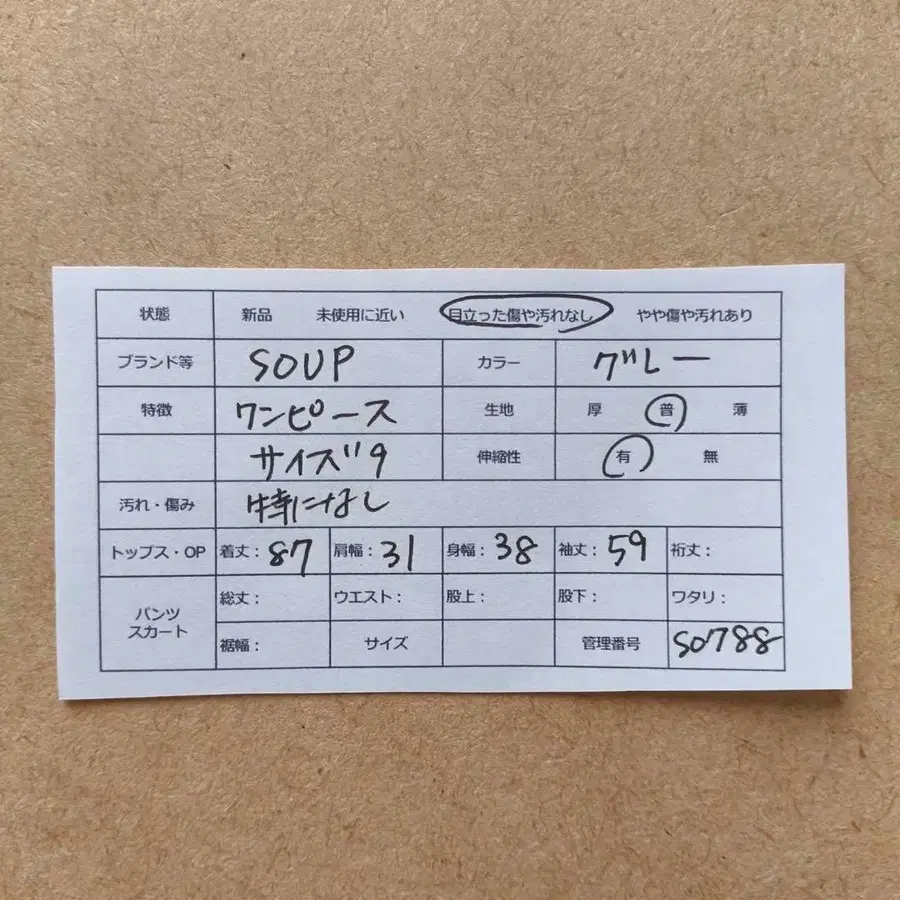 状態 新品 未使用に近い 目立った傷や汚れなし やや傷や汚れあり
ブランド等 SOUP カラー グレー
特徴 ワンピース 生地 厚 普 薄
サイズ9 伸縮性 有 無
汚れ・傷み 特になし
トップス・OP 着丈：87 肩幅：31 身幅：38 袖丈：59 裄丈：
パンツ スカート 総丈： ウエスト： 股上： 股下： ワタリ：
裾幅： サイズ 管理番号 SO788